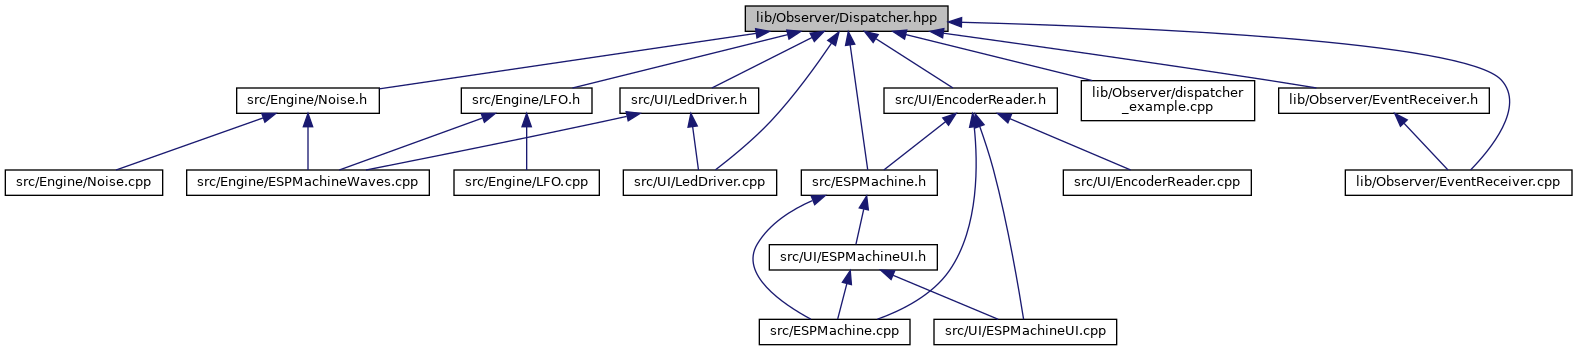 lib/Observer/Dispatcher.hpp
src/Engine/Noise.h
src/Engine/LFO.h
src/UI/LedDriver.h
src/UI/EncoderReader.h
lib/Observer/dispatcher
_example.cpp
lib/Observer/EventReceiver.h
src/Engine/Noise.cpp
src/Engine/ESPMachineWaves.cpp
src/Engine/LFO.cpp
src/UI/LedDriver.cpp
src/ESPMachine.h
src/UI/EncoderReader.cpp
lib/Observer/EventReceiver.cpp
src/UI/ESPMachineUI.h
src/ESPMachine.cpp
src/UI/ESPMachineUI.cpp